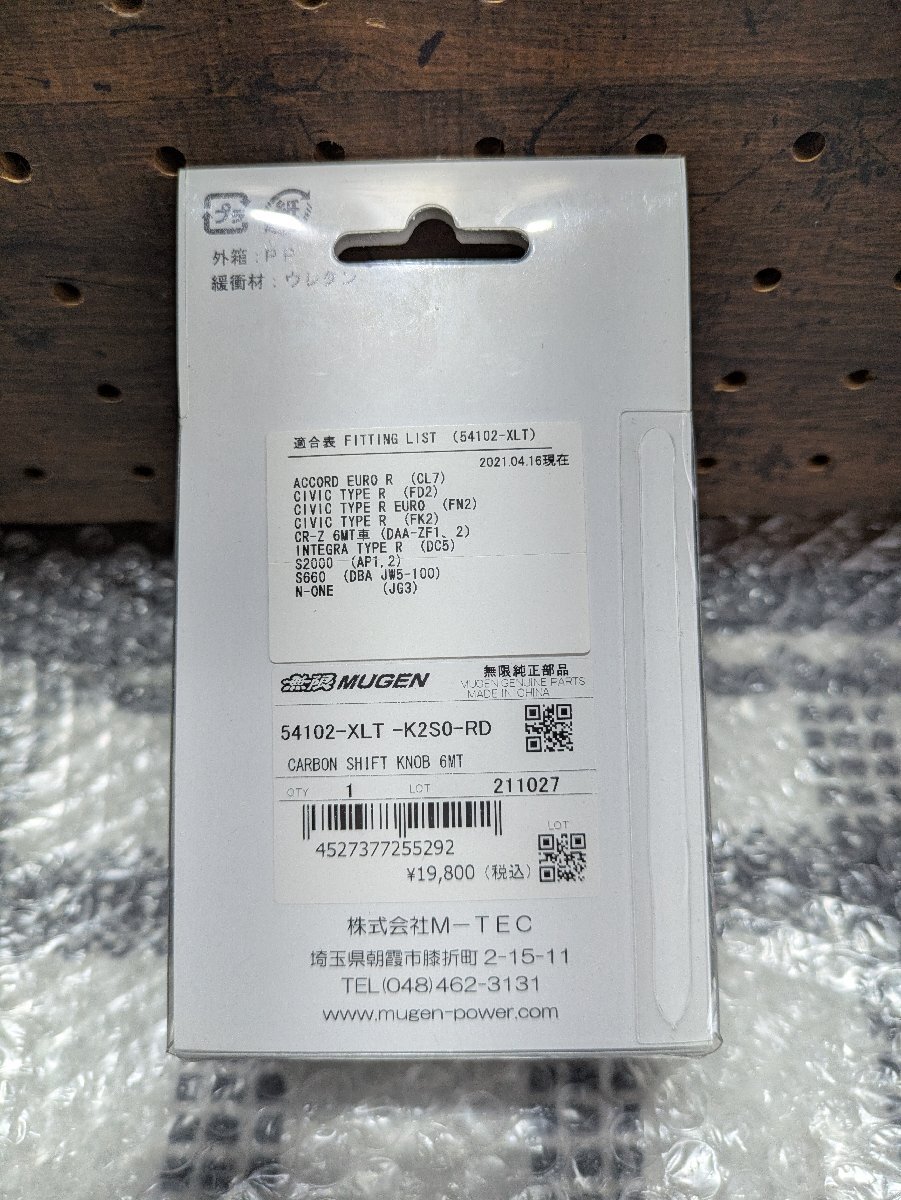 プラ 紙
外箱：PP
緩衝材：ウレタン
適合表 FITTING LIST (54102-XLT)
2021.04.16現在
ACCORD EURO R (CL7)
CIVIC TYPE R (FD2)
CIVIC TYPE R EURO (FN2)
CIVIC TYPE R (FK2)
CR-Z 6MT車 (DAA-ZF1、2)
INTEGRA TYPE R (DC5)
S2000 (AP1,2)
S660 (DBA JW5-100)
N-ONE (JG3)
無限 MUGEN
無限純正部品
MUGEN GENUINE PARTS
MADE IN CHINA
54102-XLT -K2S0-RD
CARBON SHIFT KNOB 6MT
QTY 1 LOT 211027
LOT
4527377255292
¥19,800 (税込)
株式会社M-TEC
埼玉県朝霞市膝折町2-15-11
TEL(048)462-3131
www.mugen-power.com